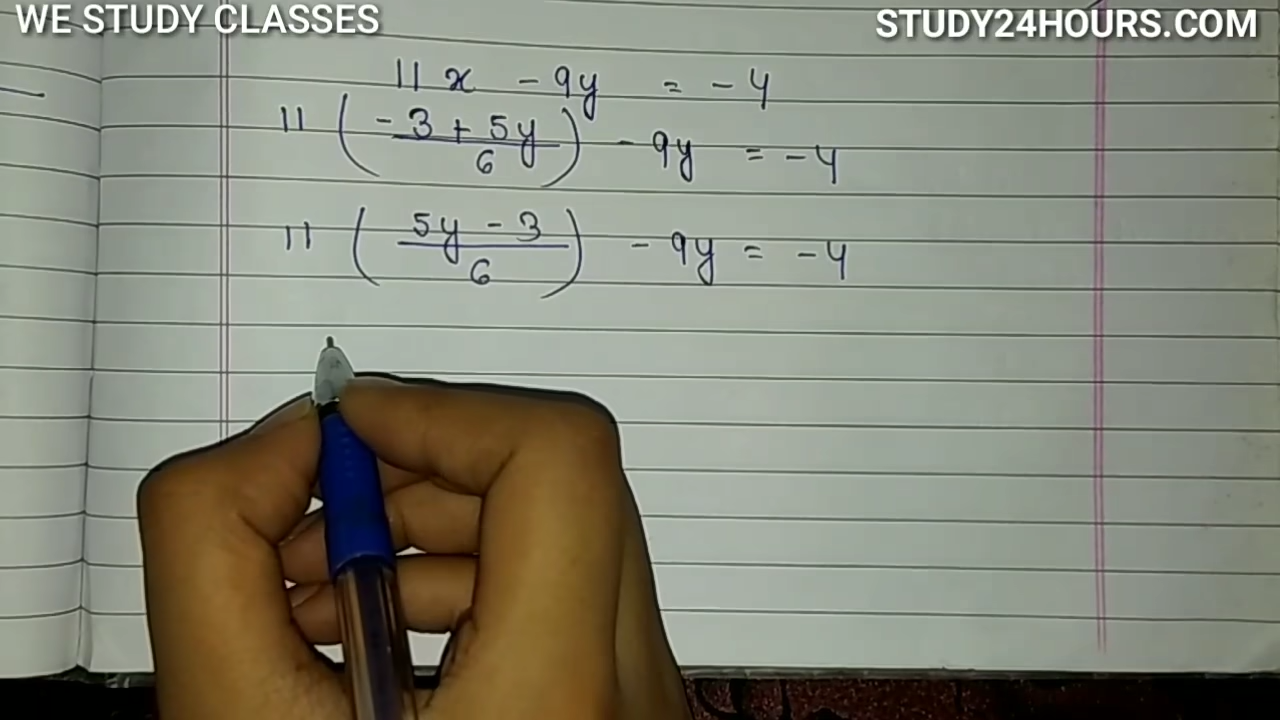 WE STUDY CLASSES
STUDY24HOURS.COM
11x - 9y = -4
11 ( (-3 + 5y) / 6 ) - 9y = -4
11 ( (5y - 3) / 6 ) - 9y = -4